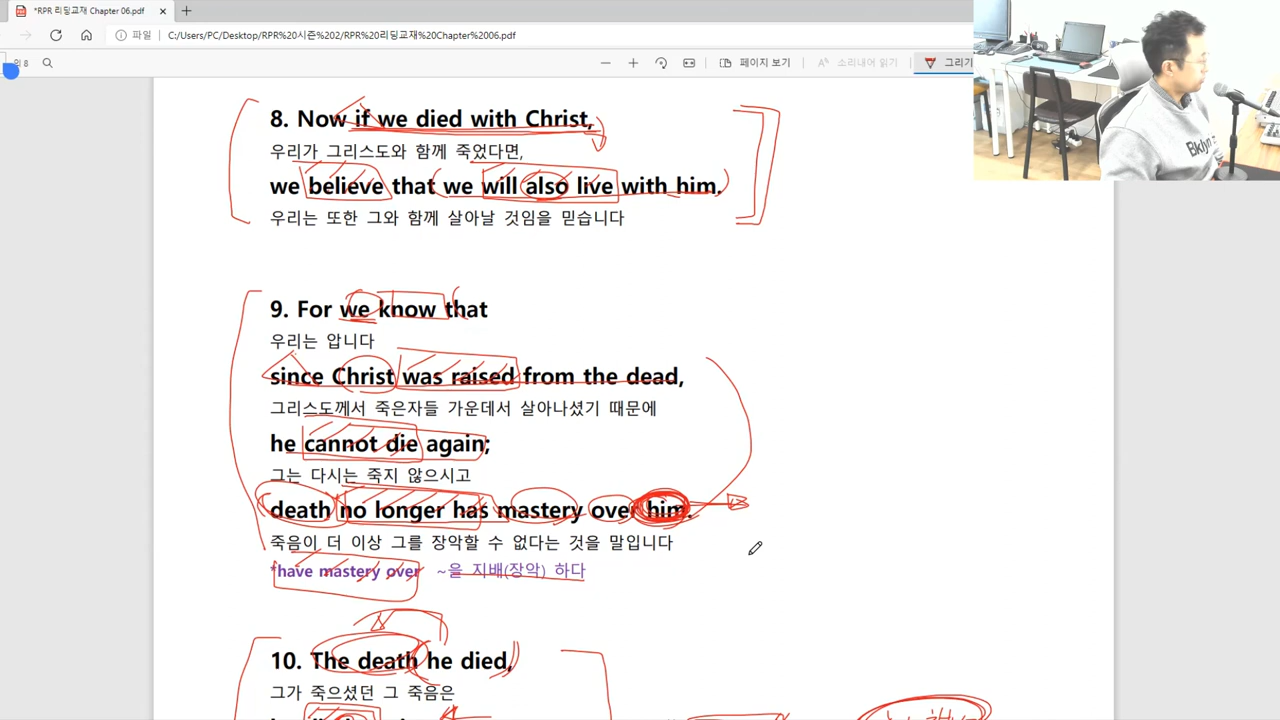 *RPR 리딩교재 Chapter 06.pdf
파일 C:/Users/PC/Desktop/RPR%20시즌%202/RPR%20리딩교재%20Chapter%2006.pdf
의 8 페이지 보기 소리내어 읽기 그리기
8. Now if we died with Christ,
우리가 그리스도와 함께 죽었다면,
we believe that we will also live with him.
우리는 또한 그와 함께 살아날 것임을 믿습니다
9. For we know that
우리는 압니다
since Christ was raised from the dead,
그리스도께서 죽은자들 가운데서 살아나셨기 때문에
he cannot die again;
그는 다시는 죽지 않으시고
death no longer has mastery over him.
죽음이 더 이상 그를 장악할 수 없다는 것을 말입니다
*have mastery over ~을 지배(장악) 하다
10. The death he died,
그가 죽으셨던 그 죽음은